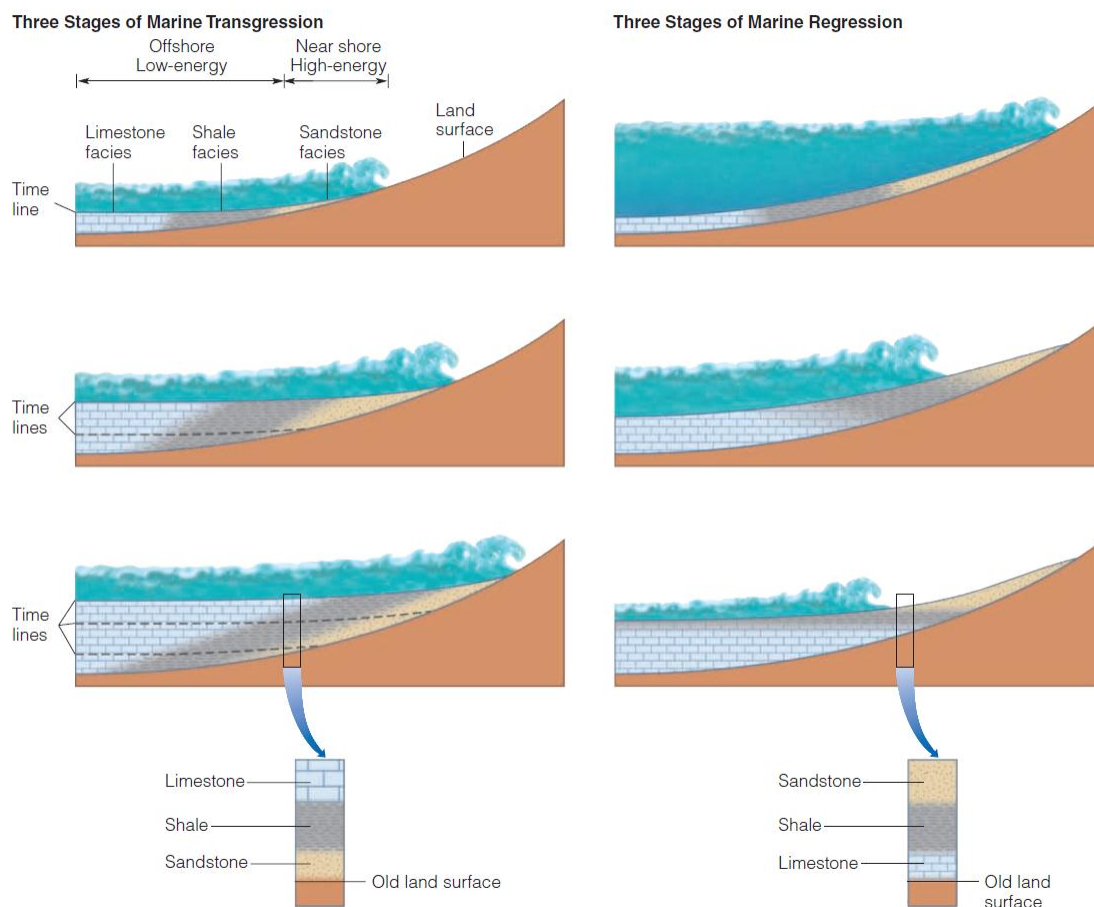 Three Stages of Marine Transgression
Offshore
Low-energy
Near shore
High-energy
Limestone
facies
Shale
facies
Sandstone
facies
Land
surface
Time
line
Time
lines
Time
lines
Limestone
Shale
Sandstone
Old land surface
Three Stages of Marine Regression
Sandstone
Shale
Limestone
Old land
surface